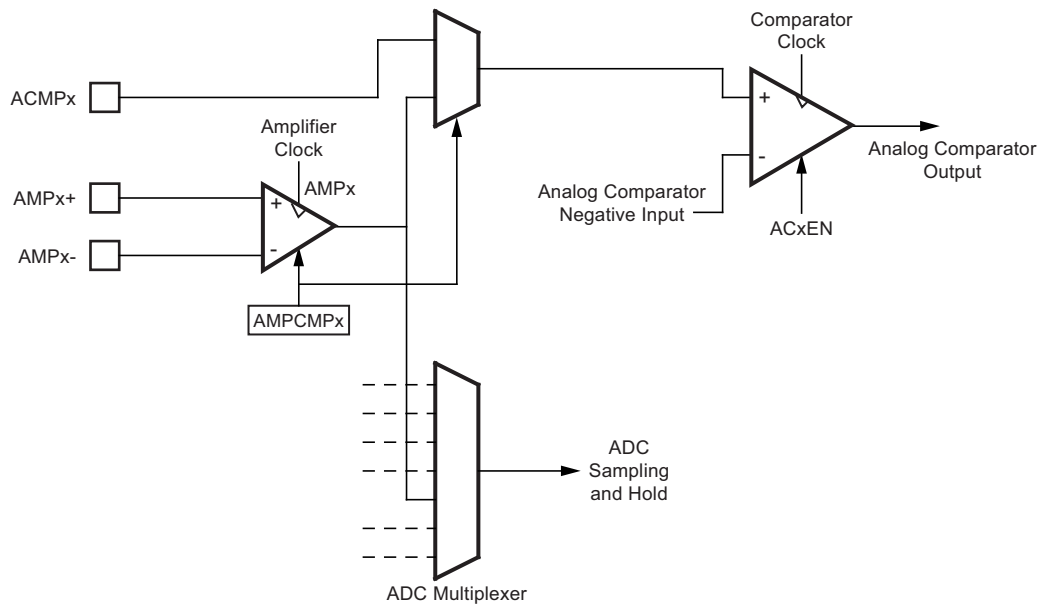 Comparator
Clock
ACMPx
+
-
Amplifier
Clock
AMPx
Analog Comparator
Output
AMPx+
+
Analog Comparator
Negative Input
ACxEN
AMPx-
-
AMPCMPx
ADC
Sampling
and Hold
ADC Multiplexer